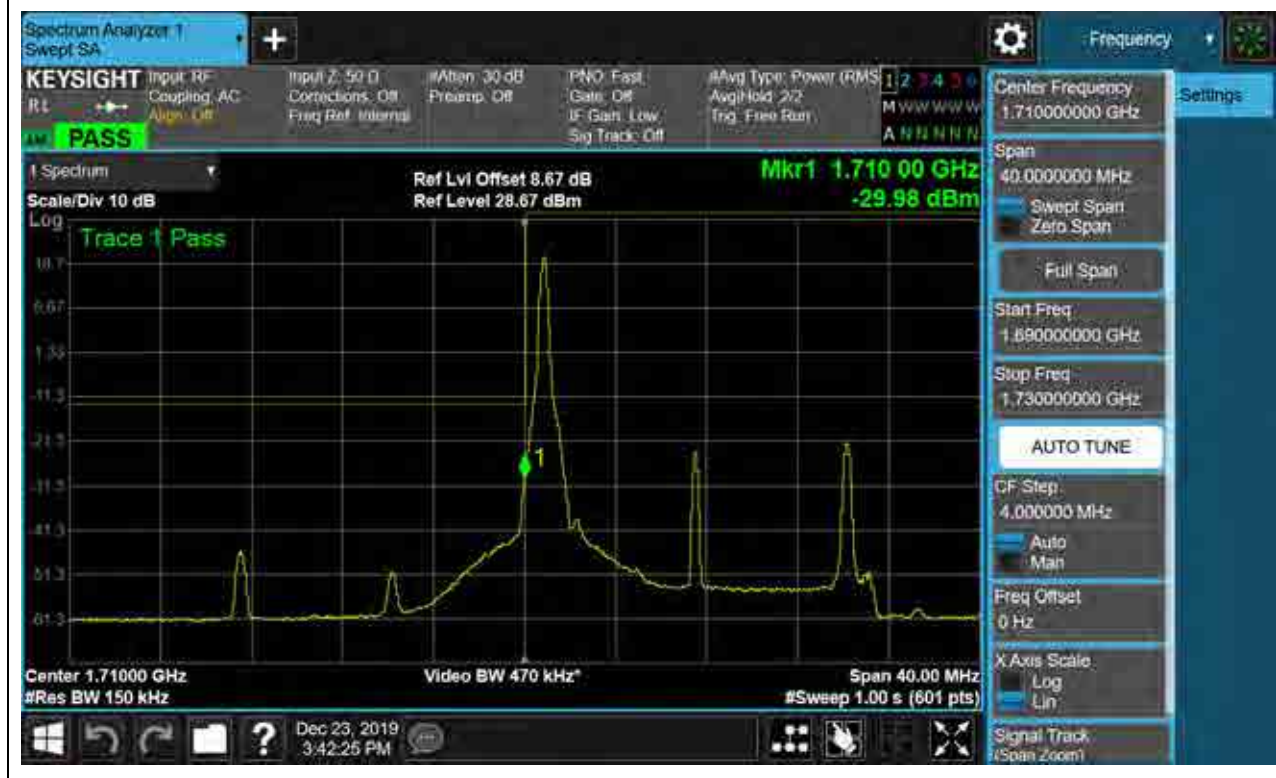 Spectrum Analyzer 1
Swept SA
+
Frequency
KEYSIGHT
RL
PASS
Input: RF
Coupling: AC
Align: Off
Input Z: 50 Ω
Corrections: Off
Freq Ref: Internal
#Atten: 30 dB
Preamp: Off
PNO: Fast
Gate: Off
IF Gain: Low
Sig Track: Off
#Avg Type: Power (RMS
Avg|Hold: 2/2
Trig: Free Run
1 2 3 4 5 6
M W W W W W
A N N N N N
1 Spectrum
Scale/Div 10 dB
Ref Lvl Offset 8.67 dB
Ref Level 28.67 dBm
Mkr1 1.710 00 GHz
-29.98 dBm
Log
Trace 1 Pass
18.7
8.67
-1.33
-11.3
-21.3
-31.3
-41.3
-51.3
-61.3
1
Center 1.71000 GHz
#Res BW 150 kHz
Video BW 470 kHz*
Span 40.00 MHz
#Sweep 1.00 s (601 pts)
Center Frequency
1.710000000 GHz
Settings
Span
40.0000000 MHz
Swept Span
Zero Span
Full Span
Start Freq
1.690000000 GHz
Stop Freq
1.730000000 GHz
AUTO TUNE
CF Step
4.000000 MHz
Auto
Man
Freq Offset
0 Hz
X Axis Scale
Log
Lin
Signal Track
(Span Zoom)
?
Dec 23, 2019
3:42:25 PM